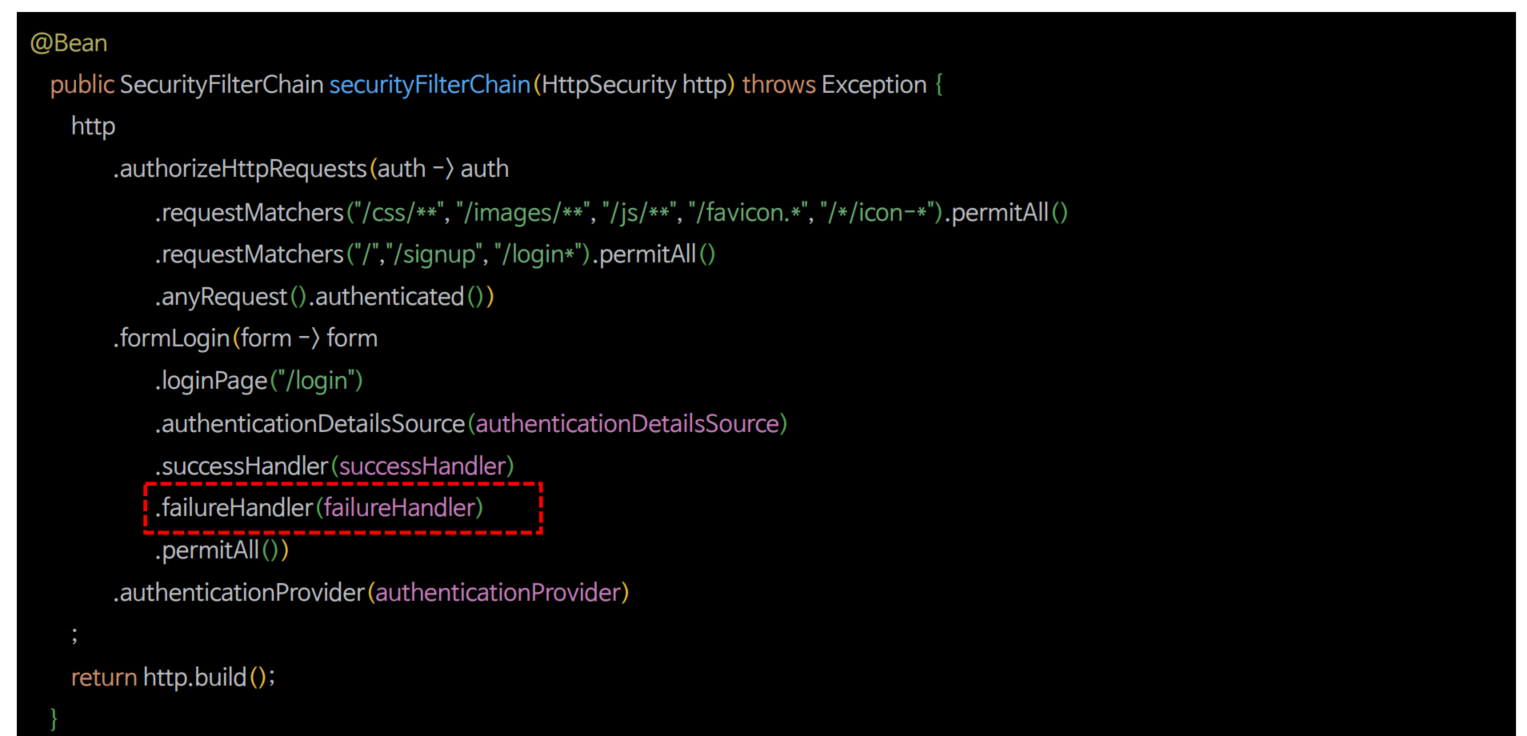 @Bean
public SecurityFilterChain securityFilterChain(HttpSecurity http) throws Exception {
http
.authorizeHttpRequests(auth -> auth
.requestMatchers("/css/**", "/images/**", "/js/**", "/favicon.*", "/*/icon-*").permitAll()
.requestMatchers("/","/signup", "/login*").permitAll()
.anyRequest().authenticated())
.formLogin(form -> form
.loginPage("/login")
.authenticationDetailsSource(authenticationDetailsSource)
.successHandler(successHandler)
.failureHandler(failureHandler)
.permitAll())
.authenticationProvider(authenticationProvider)
;
return http.build();
}